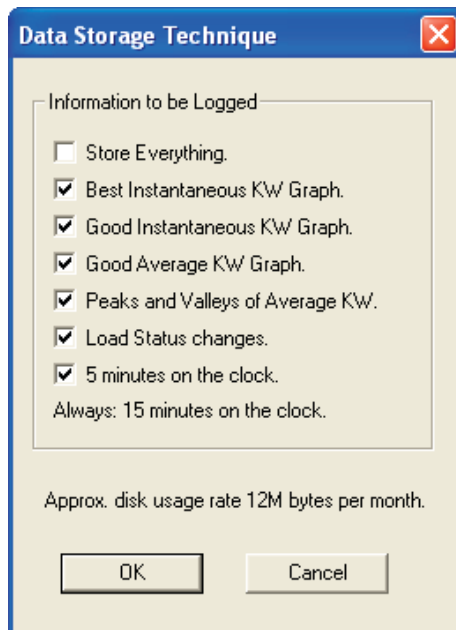 Data Storage Technique
Information to be Logged
Store Everything.
Best Instantaneous KW Graph.
Good Instantaneous KW Graph.
Good Average KW Graph.
Peaks and Valleys of Average KW.
Load Status changes.
5 minutes on the clock.
Always: 15 minutes on the clock.
Approx. disk usage rate 12M bytes per month.
OK Cancel